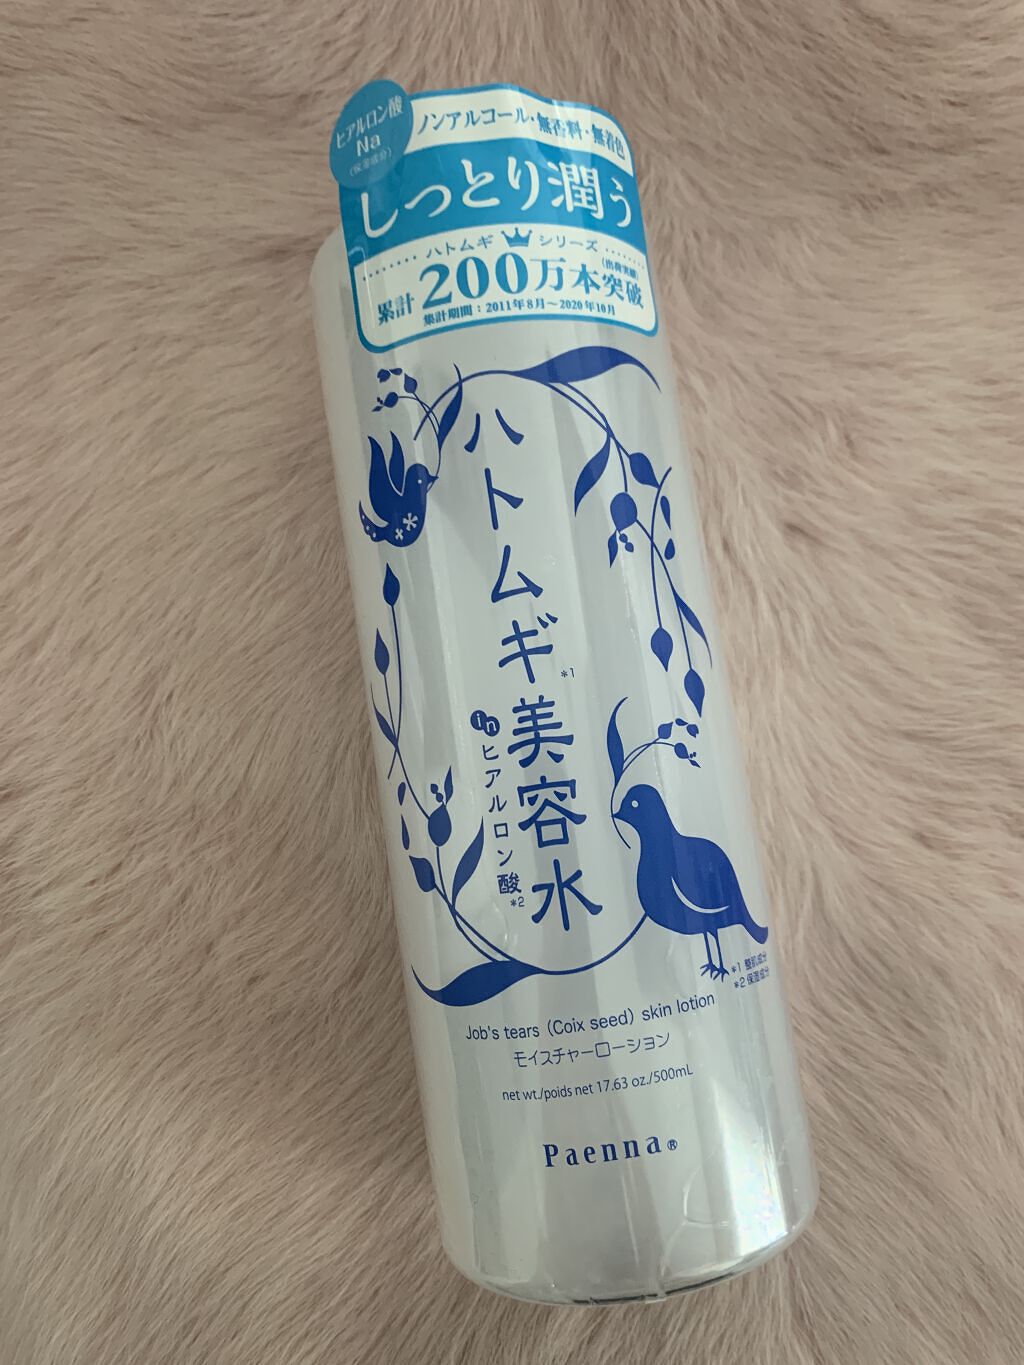 ヒアルロン酸
Na
(保湿成分)
ノンアルコール・無香料・無着色
しっとり潤う
ハトムギ シリーズ
累計 200万本突破
(出荷実績)
集計期間：2011年8月～2020年10月
ハトムギ*1美容水
inヒアルロン酸*2
*1 整肌成分
*2 保湿成分
Job's tears (Coix seed) skin lotion
モイスチャーローション
net wt./poids net 17.63 oz./500mL
Paenna®